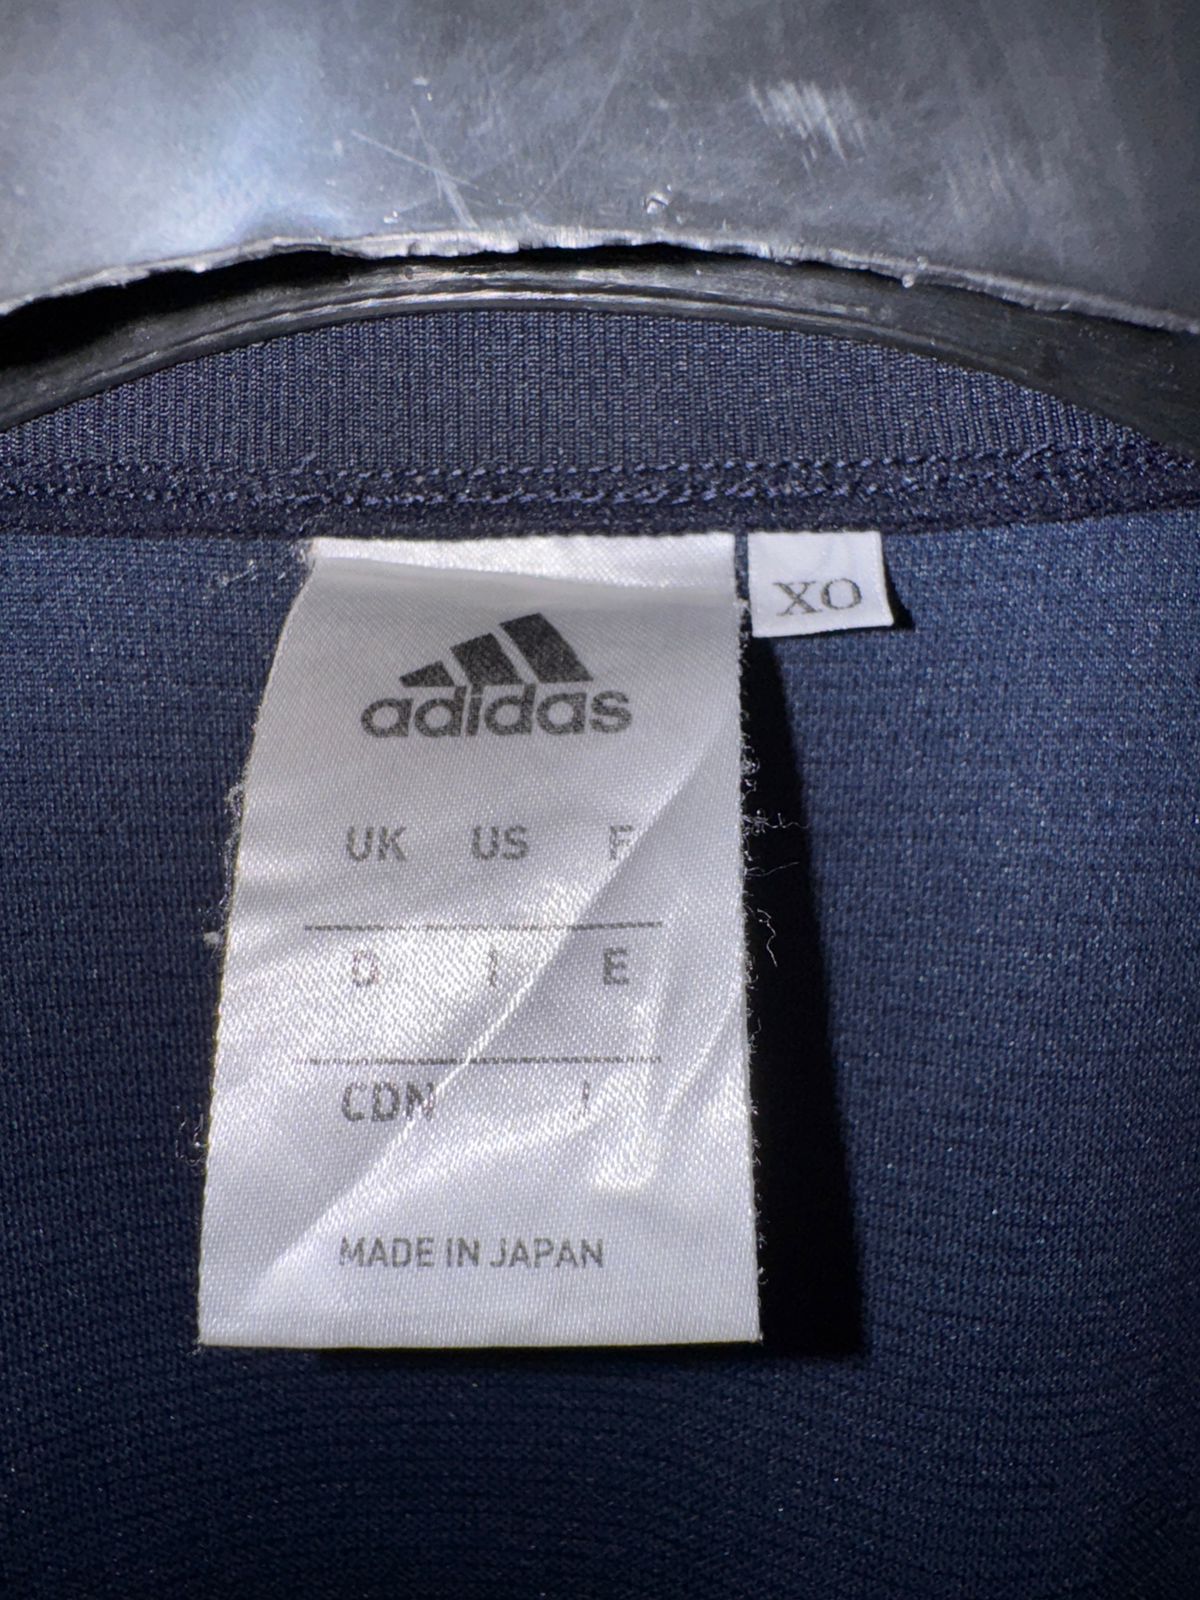 XO
adidas
UK US F
D I E
CDN J
MADE IN JAPAN